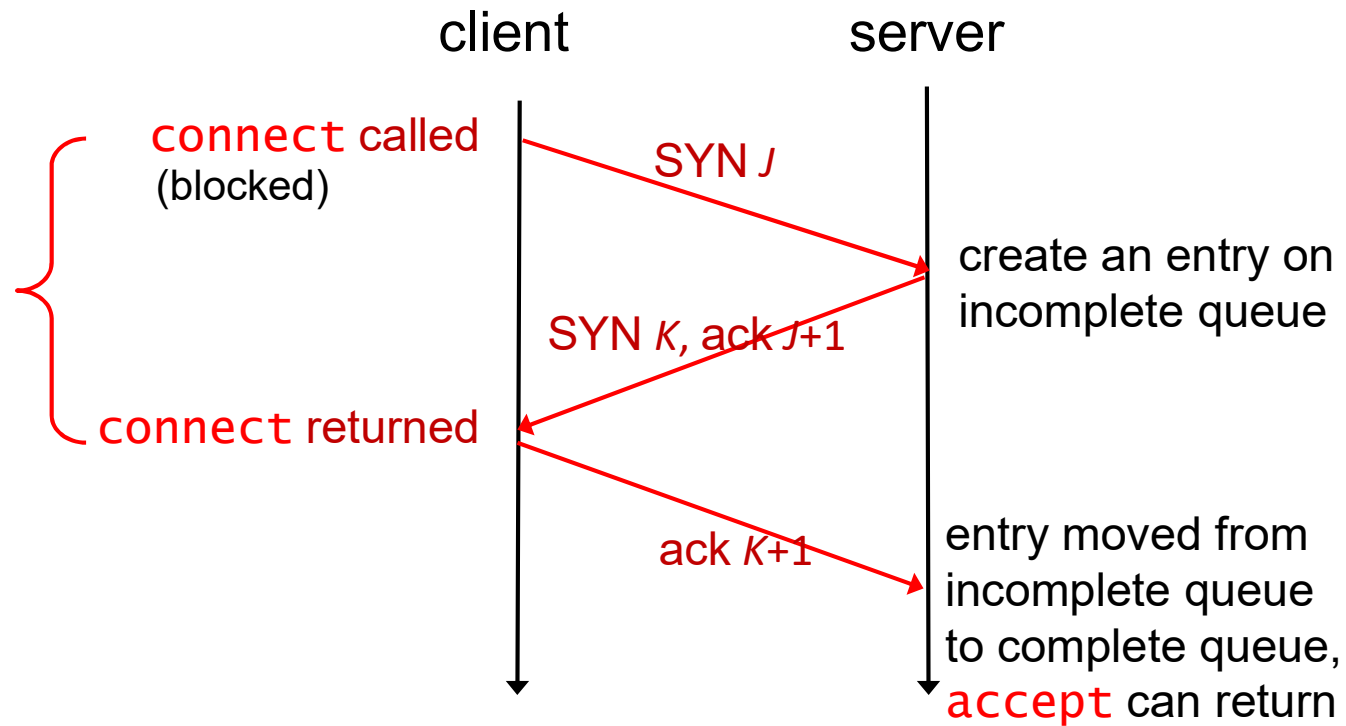 client
server
connect called
(blocked)
SYN J
create an entry on
incomplete queue
SYN K, ack J+1
connect returned
ack K+1
entry moved from
incomplete queue
to complete queue,
accept can return